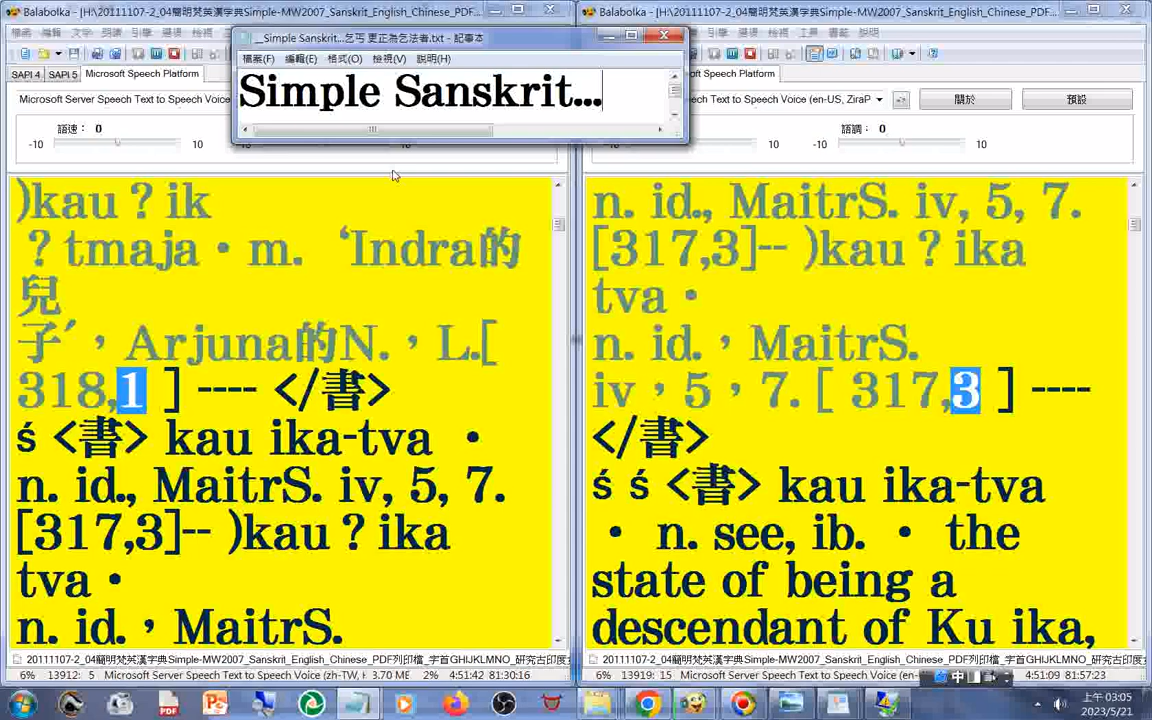 Balabolka - [H:\20111107-2_04簡明梵英漢字典Simple-MW2007_Sanskrit_English_Chinese_PDF...
Balabolka - [H:\20111107-2_04簡明梵英漢字典Simple-MW2007_Sanskrit_English_Chinese_PDF...
__Simple Sanskrit...乞丐 更正為乞法者.txt - 記事本
檔案(F) 編輯(E) 格式(O) 檢視(V) 說明(H)
Simple Sanskrit...
SAPI 4 SAPI 5 Microsoft Speech Platform
Speech Platform
Microsoft Server Speech Text to Speech Voice
Speech Text to Speech Voice (en-US, ZiraP
關於 預設
語速： 0
-10 10
語調： 0
10 -10 10
)kau？ik
？tmaja‧m.‘Indra的
兒
子′，Arjuna的N.，L.[
318,1 ] ---- </書>
ś <書> kau ika-tva ‧
n. id., MaitrS. iv, 5, 7.
[317,3]-- )kau？ika
tva‧
n. id.，MaitrS.
n. id., MaitrS. iv, 5, 7.
[317,3]-- )kau？ika
tva‧
n. id.，MaitrS.
iv，5，7. [ 317,3 ] ----
</書>
ś ś <書> kau ika-tva
‧ n. see, ib. ‧ the
state of being a
descendant of Ku ika,
20111107-2_04簡明梵英漢字典Simple-MW2007_Sanskrit_English_Chinese_PDF列印檔_字首GHIJKLMNO_研究古印度
20111107-2_04簡明梵英漢字典Simple-MW2007_Sanskrit_English_Chinese_PDF列印檔_字首GHIJKLMNO_研究古印度
6% 13912: 5 Microsoft Server Speech Text to Speech Voice (zh-TW, 3.70 ME 2% 4:51:42 81:30:16
6% 13919: 15 Microsoft Server Speech Text to Speech Voice 4:51:09 81:57:23
中
上午 03:05
2023/5/21